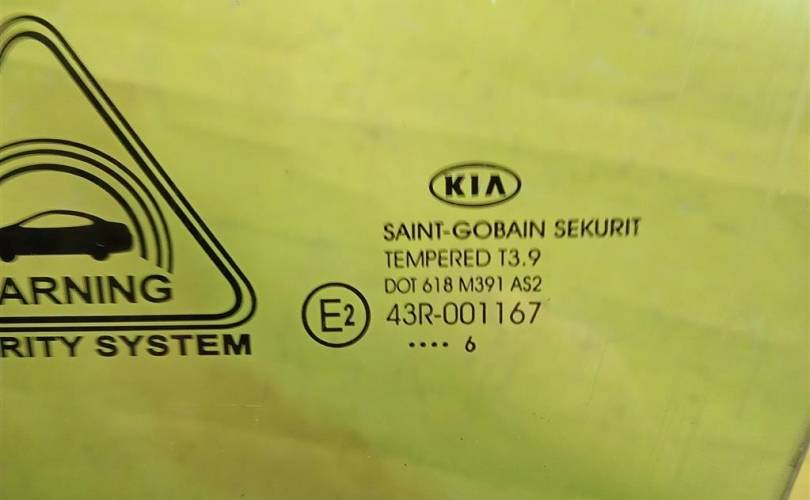 KIA
SAINT-GOBAIN SEKURIT
TEMPERED T3.9
DOT 618 M391 AS2
E2 43R-001167
.... 6
ARNING
RITY SYSTEM